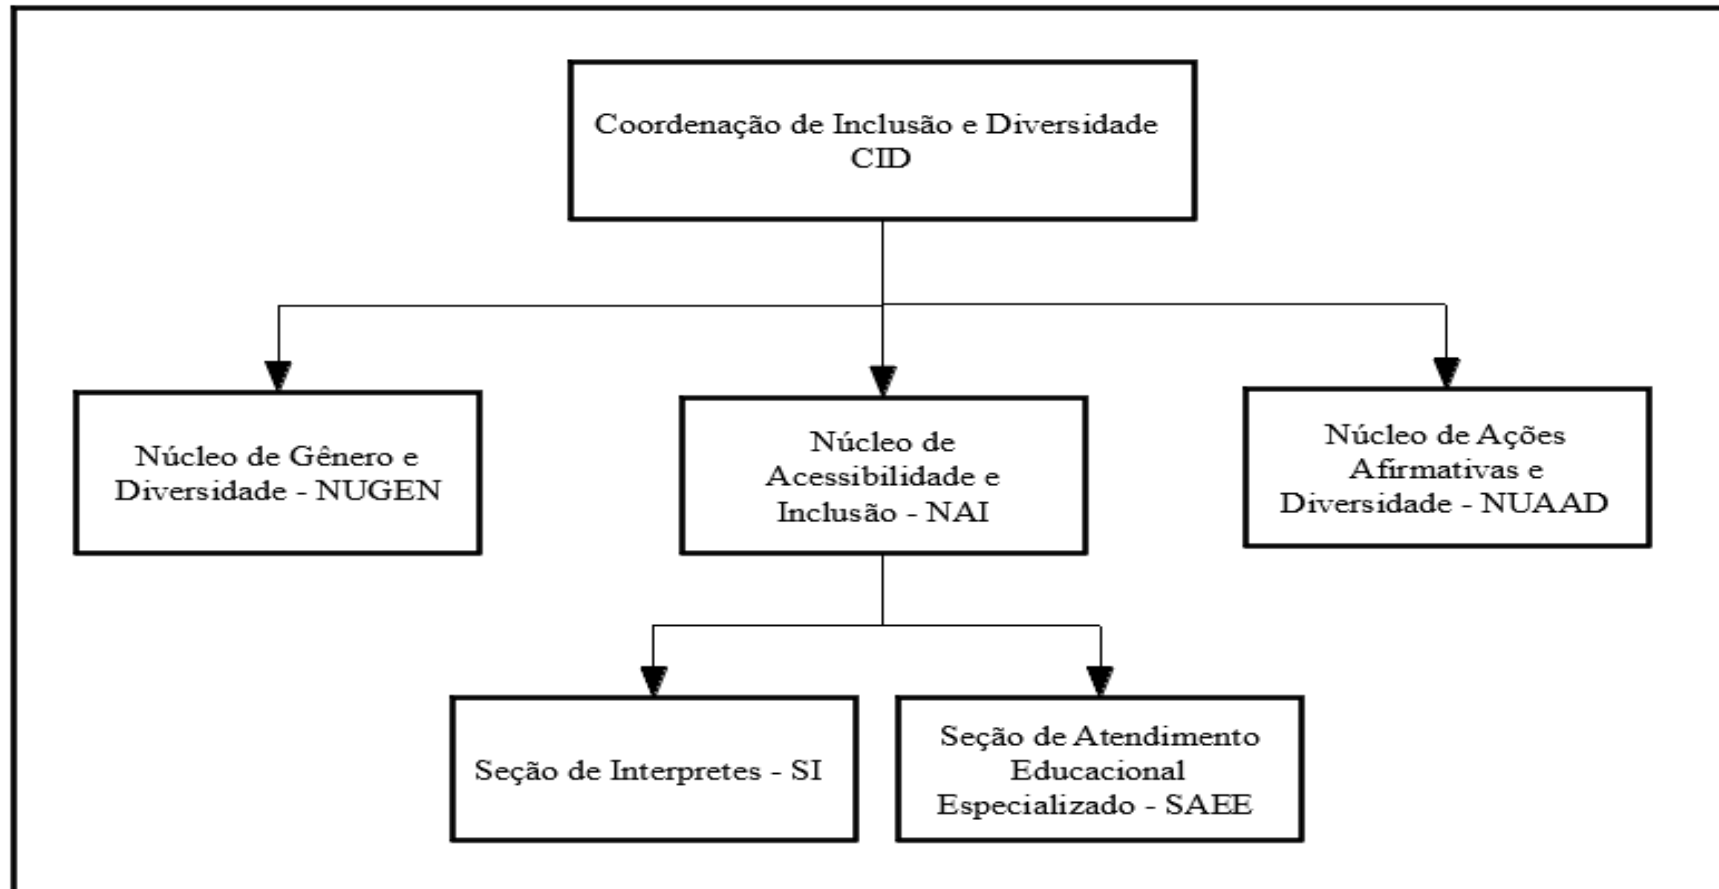 Coordenação de Inclusão e Diversidade
CID
Núcleo de Gênero e
Diversidade - NUGEN
Núcleo de
Acessibilidade e
Inclusão - NAI
Núcleo de Ações
Afirmativas e
Diversidade - NUAAD
Seção de Interpretes - SI
Seção de Atendimento
Educacional
Especializado - SAEE